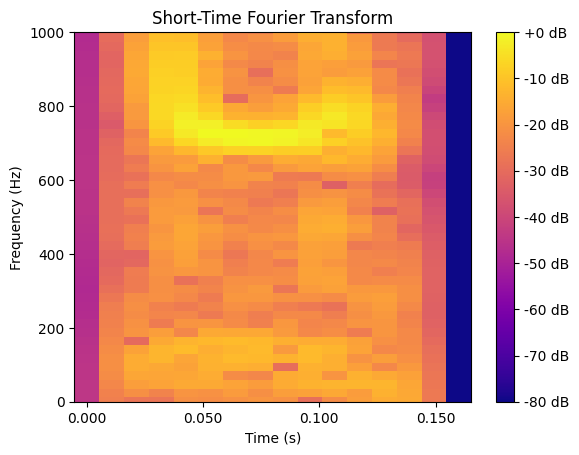 Short-Time Fourier Transform
1000
800
600
400
200
0
Frequency (Hz)
0.000
0.050
0.100
0.150
Time (s)
+0 dB
-10 dB
-20 dB
-30 dB
-40 dB
-50 dB
-60 dB
-70 dB
-80 dB